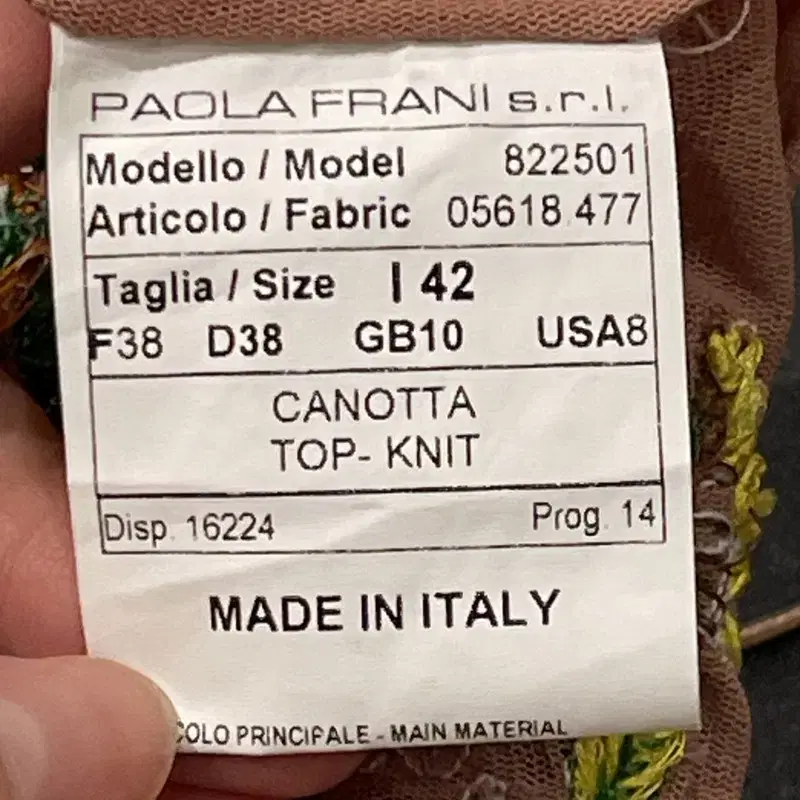 PAOLA FRANI s.r.l.
Modello / Model 822501
Articolo / Fabric 05618 477
Taglia / Size I 42
F38 D38 GB10 USA8
CANOTTA
TOP- KNIT
Disp. 16224 Prog. 14
MADE IN ITALY
PRINCIPALE - MAIN MATERIAL